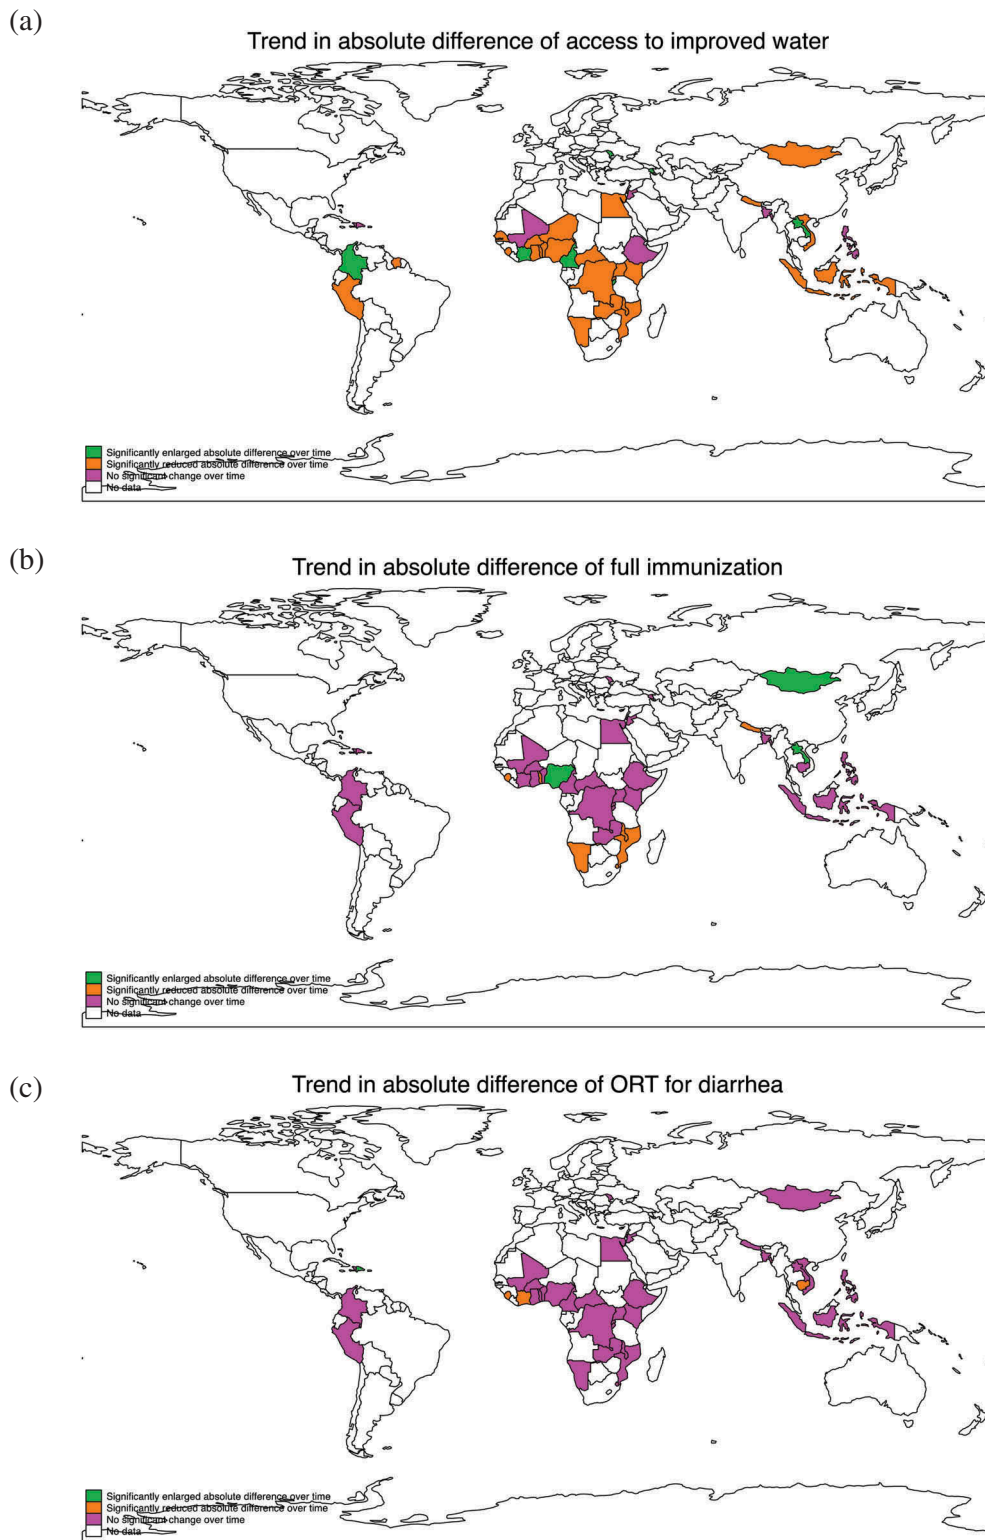 (a)
Trend in absolute difference of access to improved water
Significantly enlarged absolute difference over time
Significantly reduced absolute difference over time
No significant change over time
No data
(b)
Trend in absolute difference of full immunization
Significantly enlarged absolute difference over time
Significantly reduced absolute difference over time
No significant change over time
No data
(c)
Trend in absolute difference of ORT for diarrhea
Significantly enlarged absolute difference over time
Significantly reduced absolute difference over time
No significant change over time
No data